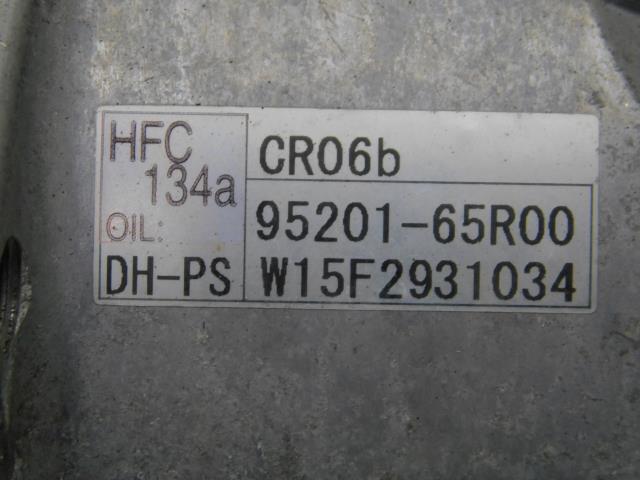 HFC
134a
OIL:
DH-PS
CR06b
95201-65R00
W15F2931034